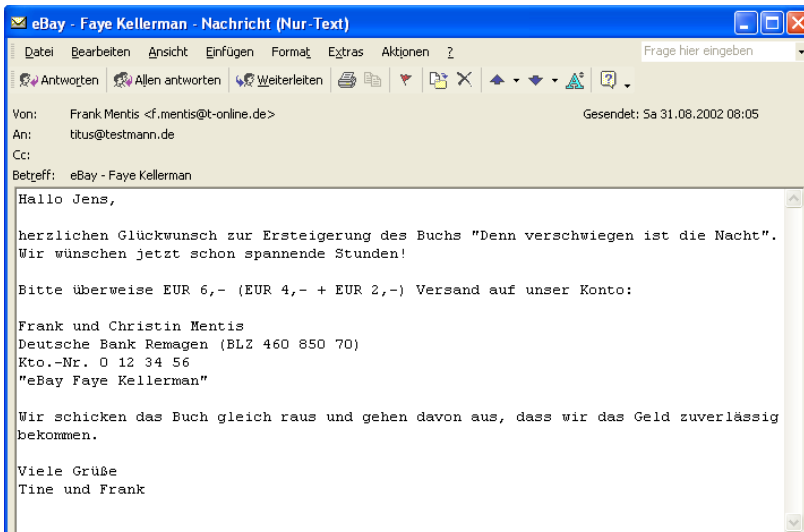 eBay - Faye Kellerman - Nachricht (Nur-Text)
Datei Bearbeiten Ansicht Einfügen Format Extras Aktionen ? Frage hier eingeben
Antworten Allen antworten Weiterleiten
Von: Frank Mentis <f.mentis@t-online.de> Gesendet: Sa 31.08.2002 08:05
An: titus@testmann.de
Cc:
Betreff: eBay - Faye Kellerman
Hallo Jens,
herzlichen Glückwunsch zur Ersteigerung des Buchs "Denn verschwiegen ist die Nacht".
Wir wünschen jetzt schon spannende Stunden!
Bitte überweise EUR 6,- (EUR 4,- + EUR 2,-) Versand auf unser Konto:
Frank und Christin Mentis
Deutsche Bank Remagen (BLZ 460 850 70)
Kto.-Nr. 0 12 34 56
"eBay Faye Kellerman"
Wir schicken das Buch gleich raus und gehen davon aus, dass wir das Geld zuverlässig
bekommen.
Viele Grüße
Tine und Frank